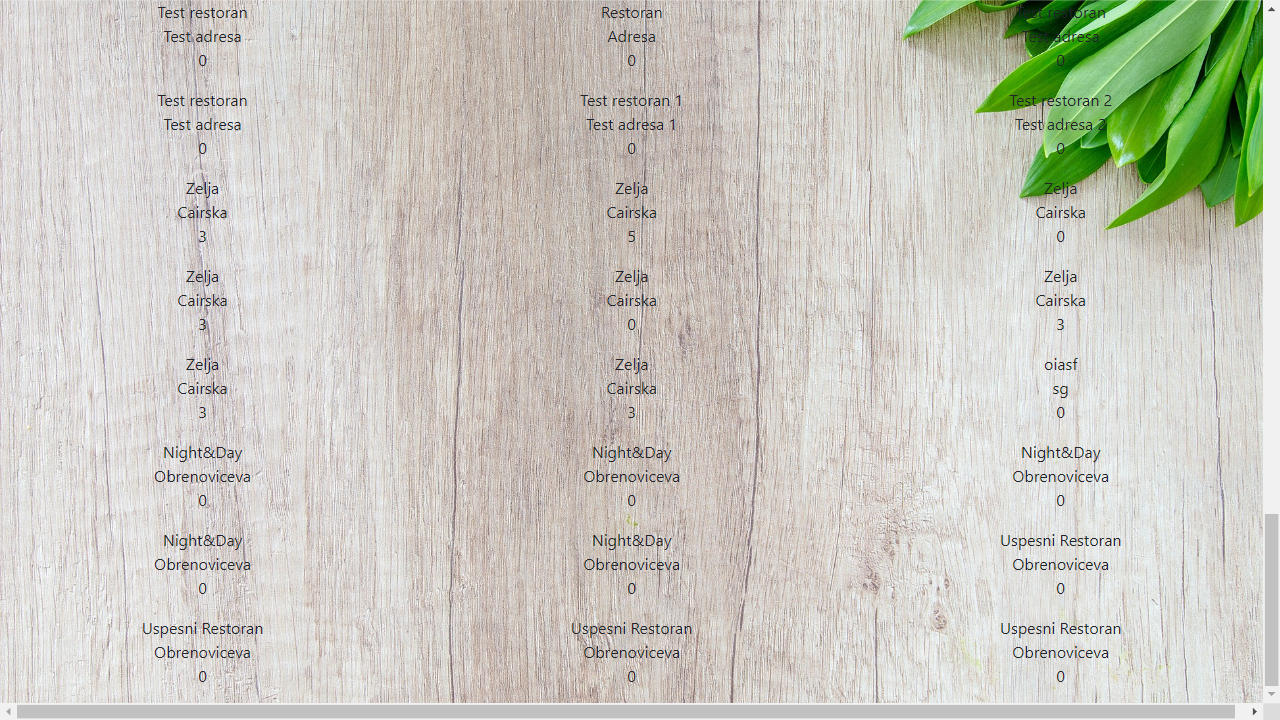 Test restoran
Test adresa
0
Restoran
Adresa
0
Test restoran
Test adresa
0
Test restoran
Test adresa
0
Test restoran 1
Test adresa 1
0
Test restoran 2
Test adresa 2
0
Zelja
Cairska
3
Zelja
Cairska
5
Zelja
Cairska
0
Zelja
Cairska
3
Zelja
Cairska
0
Zelja
Cairska
3
Zelja
Cairska
3
Zelja
Cairska
3
oiasf
sg
0
Night&Day
Obrenoviceva
0
Night&Day
Obrenoviceva
0
Night&Day
Obrenoviceva
0
Night&Day
Obrenoviceva
0
Night&Day
Obrenoviceva
0
Uspesni Restoran
Obrenoviceva
0
Uspesni Restoran
Obrenoviceva
0
Uspesni Restoran
Obrenoviceva
0
Uspesni Restoran
Obrenoviceva
0